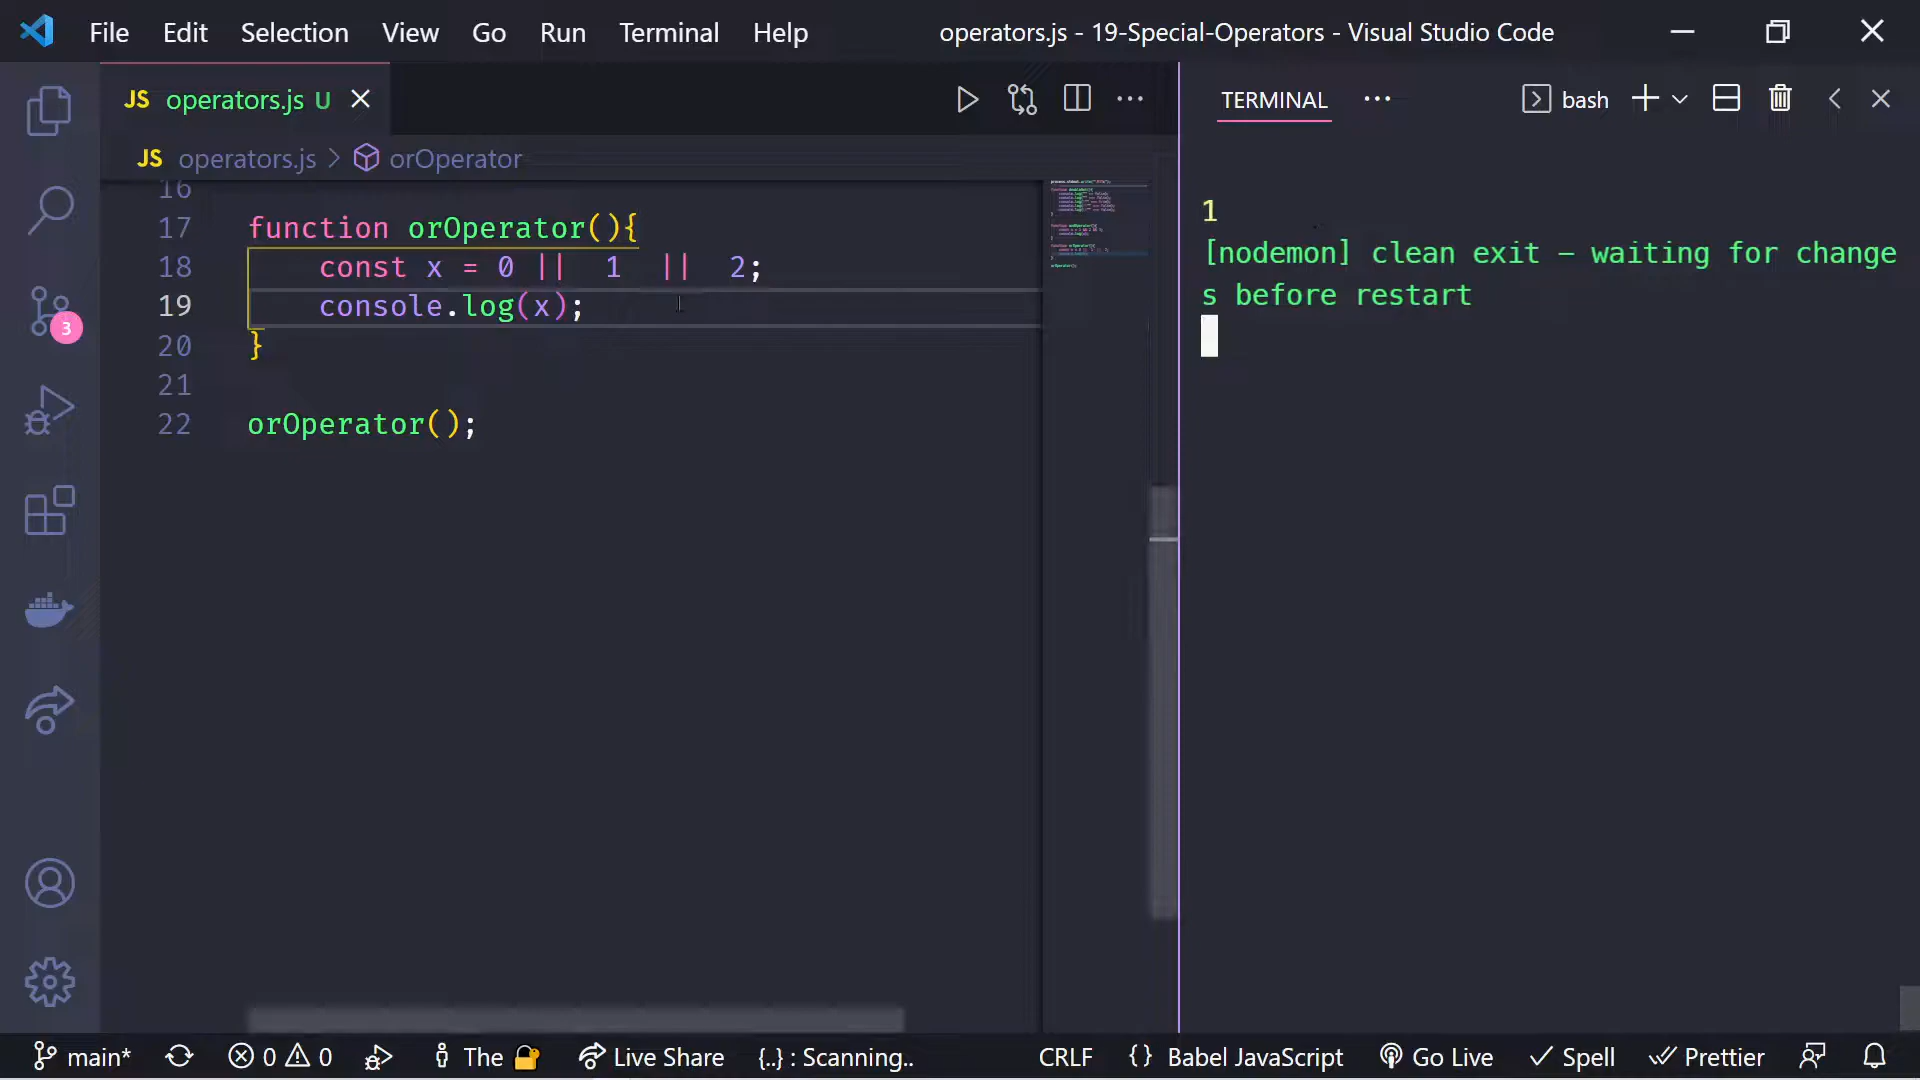 File Edit Selection View Go Run Terminal Help operators.js - 19-Special-Operators - Visual Studio Code
JS operators.js U
TERMINAL bash
JS operators.js > orOperator
16
17 function orOperator(){
18 const x = 0 || 1 || 2;
19 console.log(x);
20 }
21
22 orOperator();
1
[nodemon] clean exit - waiting for change
s before restart
3
main* 0 0 The Live Share {..} : Scanning.. CRLF {} Babel JavaScript Go Live Spell Prettier